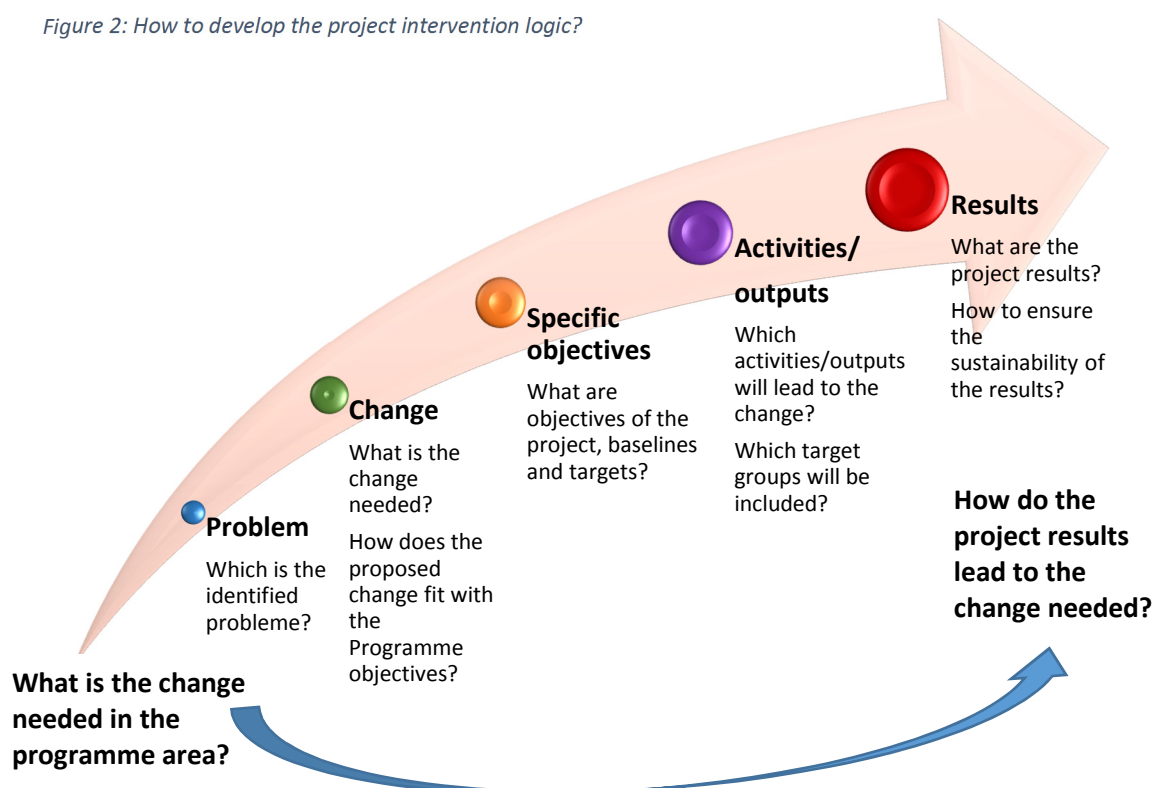 Figure 2: How to develop the project intervention logic?
Problem
Which is the
identified
probleme?
Change
What is the
change
needed?
How does the
proposed
change fit with
the
Programme
objectives?
Specific
objectives
What are
objectives of the
project, baselines
and targets?
Activities/
outputs
Which
activities/outputs
will lead to the
change?
Which target
groups will be
included?
Results
What are the
project results?
How to ensure
the
sustainability of
the results?
What is the change
needed in the
programme area?
How do the
project results
lead to the
change needed?